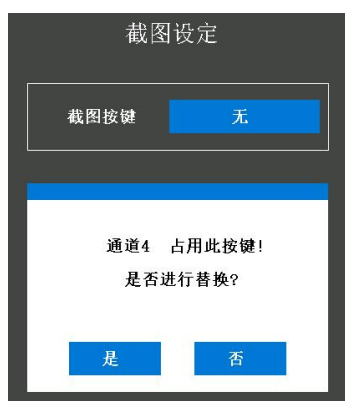 截图设定
截图按键 无
通道4 占用此按键!
是否进行替换?
是 否